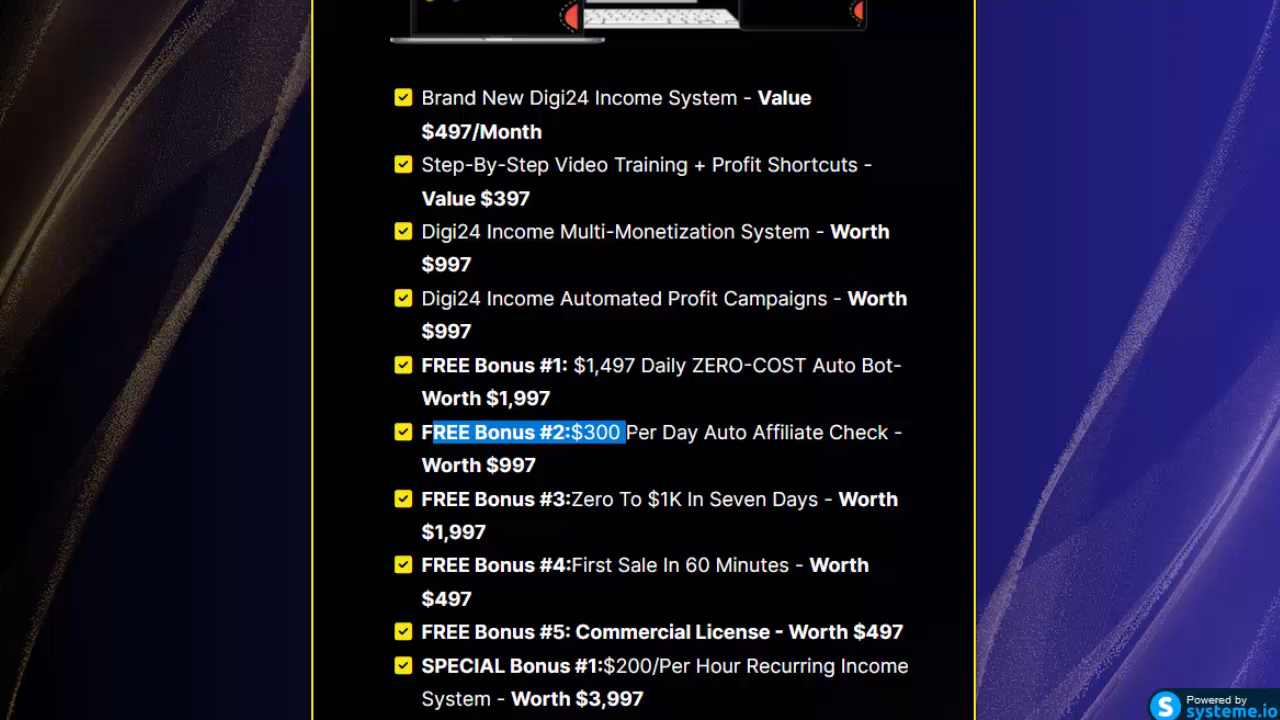 Brand New Digi24 Income System - Value
$497/Month
Step-By-Step Video Training + Profit Shortcuts -
Value $397
Digi24 Income Multi-Monetization System - Worth
$997
Digi24 Income Automated Profit Campaigns - Worth
$997
FREE Bonus #1: $1,497 Daily ZERO-COST Auto Bot-
Worth $1,997
FREE Bonus #2:$300 Per Day Auto Affiliate Check -
Worth $997
FREE Bonus #3:Zero To $1K In Seven Days - Worth
$1,997
FREE Bonus #4:First Sale In 60 Minutes - Worth
$497
FREE Bonus #5: Commercial License - Worth $497
SPECIAL Bonus #1:$200/Per Hour Recurring Income
System - Worth $3,997
S
Powered by
systeme.io